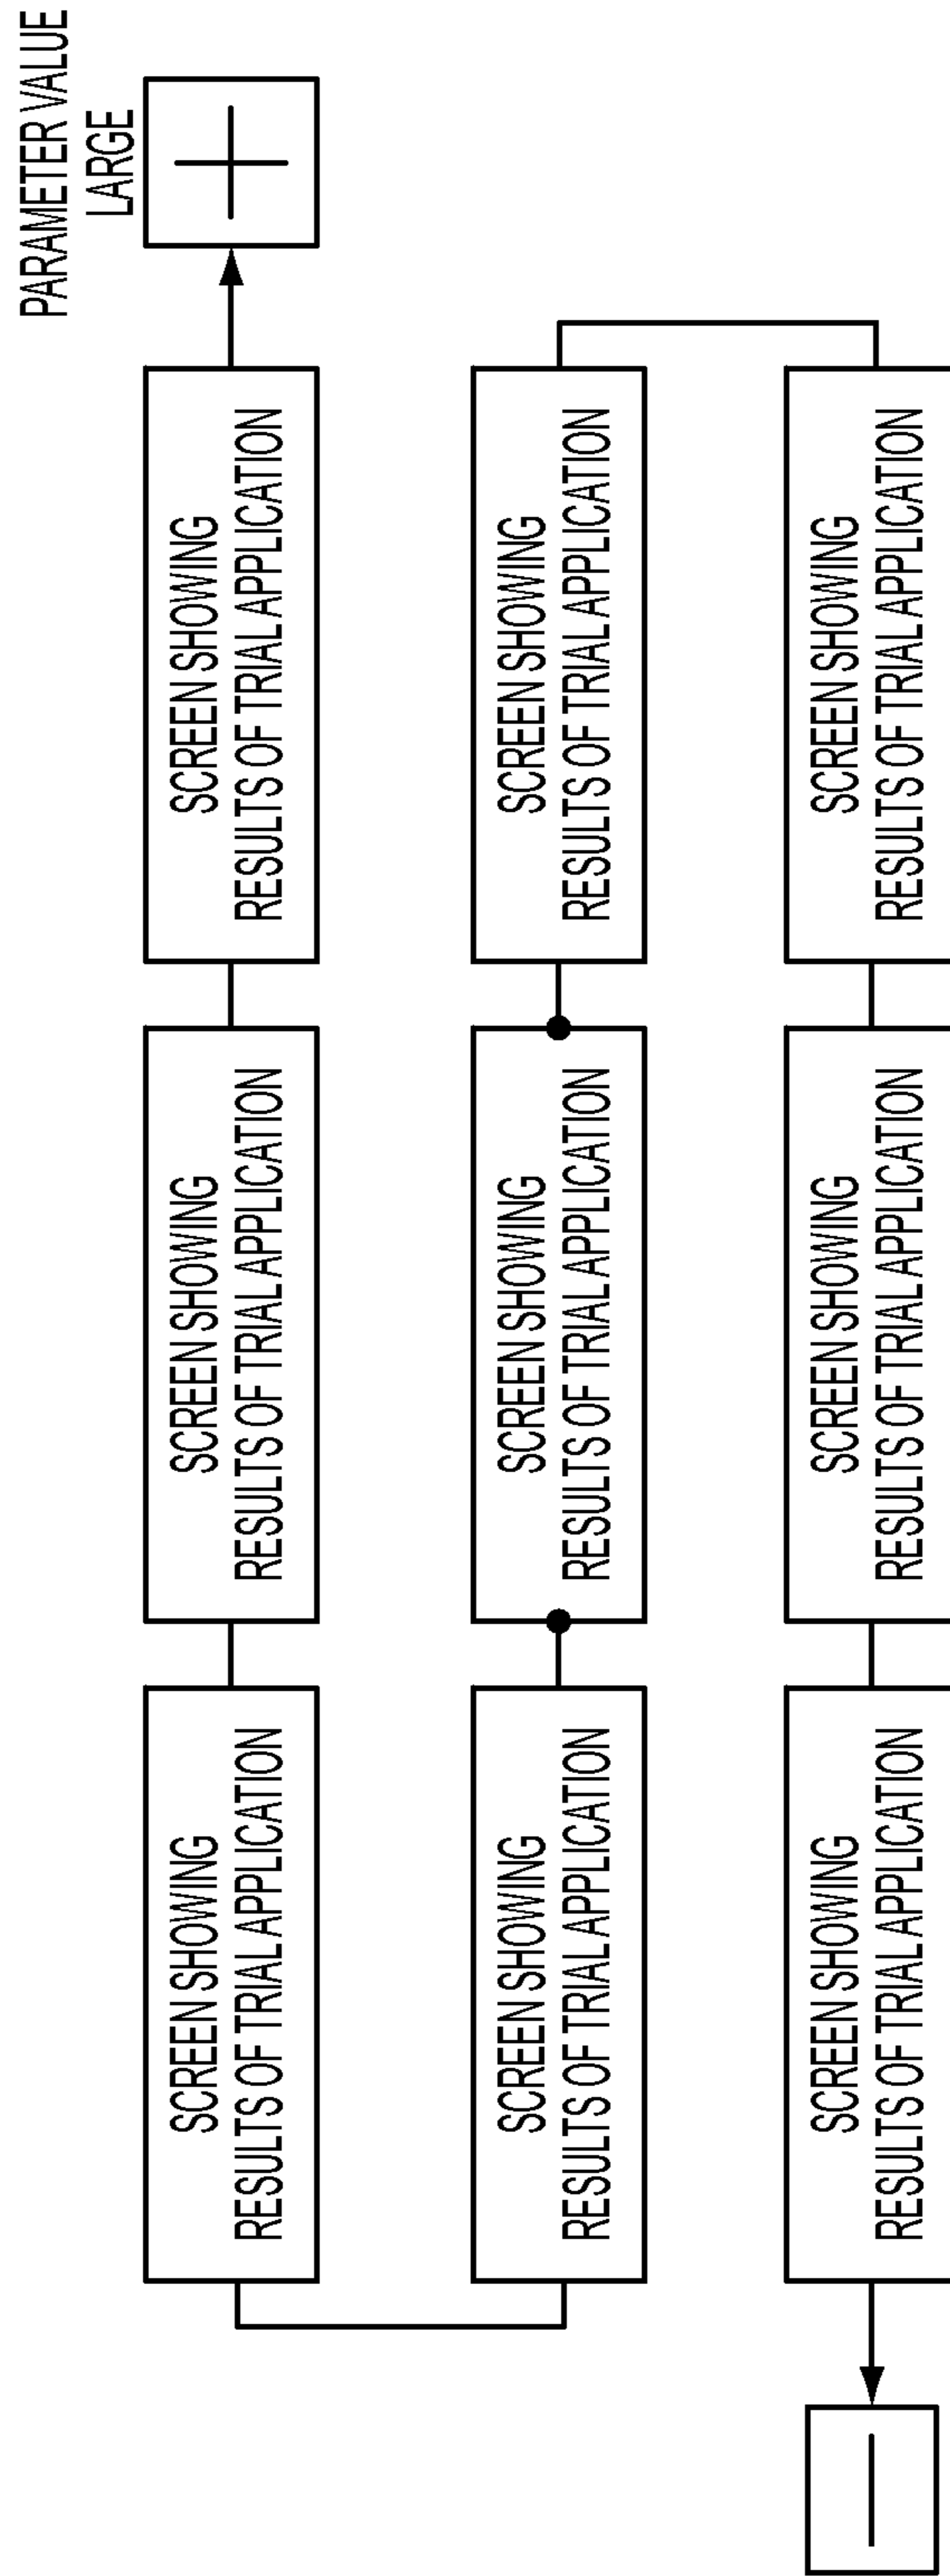 PARAMETER VALUE
LARGE
SCREEN SHOWING
RESULTS OF TRIAL APPLICATION
SCREEN SHOWING
RESULTS OF TRIAL APPLICATION
SCREEN SHOWING
RESULTS OF TRIAL APPLICATION
SCREEN SHOWING
RESULTS OF TRIAL APPLICATION
SCREEN SHOWING
RESULTS OF TRIAL APPLICATION
SCREEN SHOWING
RESULTS OF TRIAL APPLICATION
SCREEN SHOWING
RESULTS OF TRIAL APPLICATION
SCREEN SHOWING
RESULTS OF TRIAL APPLICATION
SCREEN SHOWING
RESULTS OF TRIAL APPLICATION